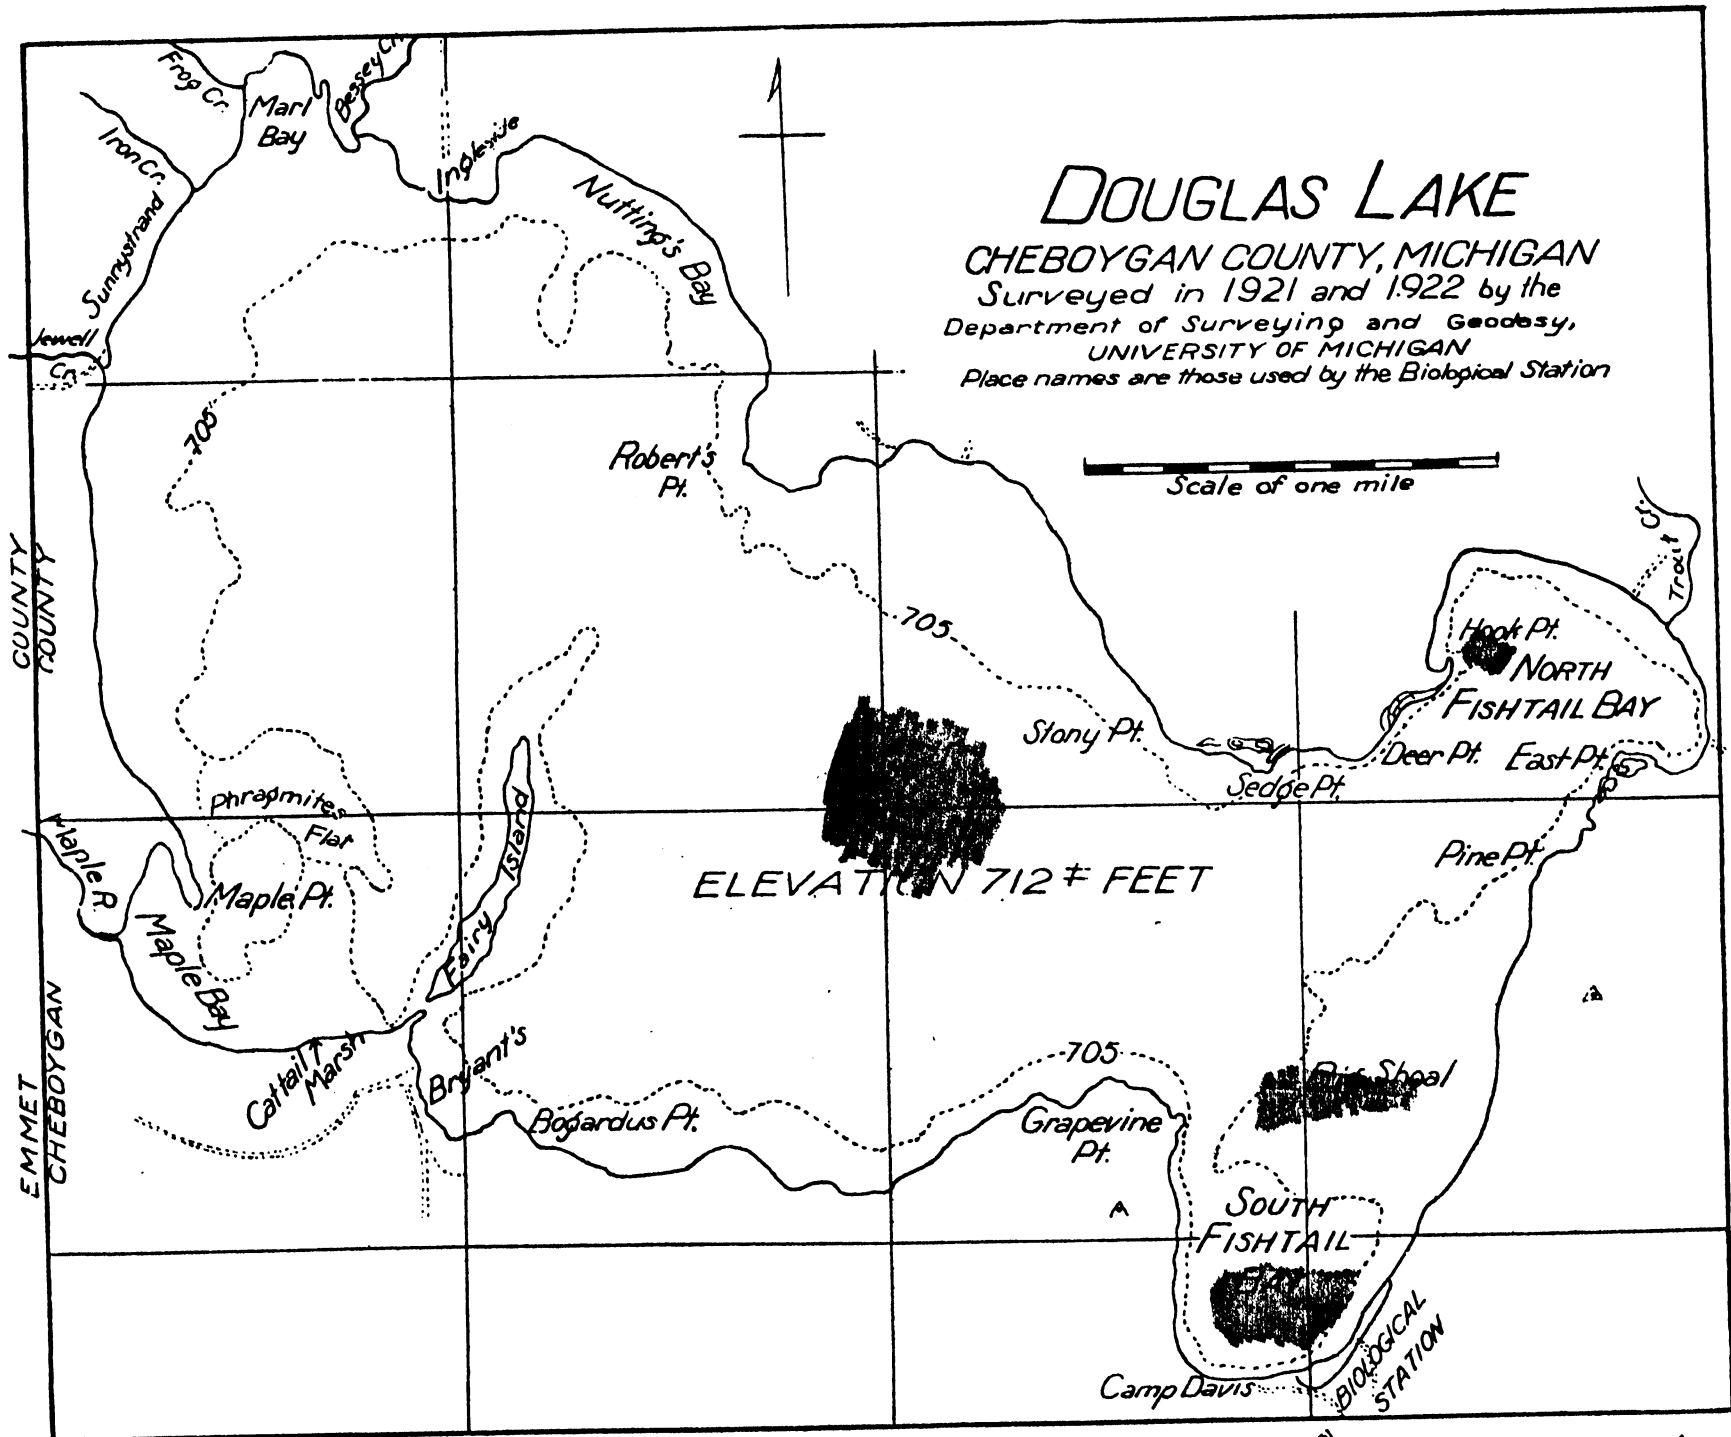 DOUGLAS LAKE
CHEBOYGAN COUNTY, MICHIGAN
Surveyed in 1921 and 1922 by the
Department of Surveying and Geodesy,
UNIVERSITY OF MICHIGAN
Place names are those used by the Biological Station
Scale of one mile
Frog Cr.
Marl
Bay
Bessey Cr.
Iron Cr.
Ingleside
Nutting's Bay
Sunnystrand
Jewell
Cr.
705
Robert's
Pt.
705
Trout Cr.
Hook Pt.
NORTH
FISHTAIL BAY
Stony Pt.
Sedge Pt.
Deer Pt.
East Pt.
Pine Pt.
COUNTY
COUNTY
Phragmites
Flat
Maple R.
Maple Pt.
Maple Bay
Fairy Island
ELEVATION 712± FEET
Cattail
Marsh
Bryant's
Bogardus Pt.
705
Grapevine
Pt.
Shoal
SOUTH
FISHTAIL
BAY
EMMET
CHEBOYGAN
Camp Davis
BIOLOGICAL
STATION